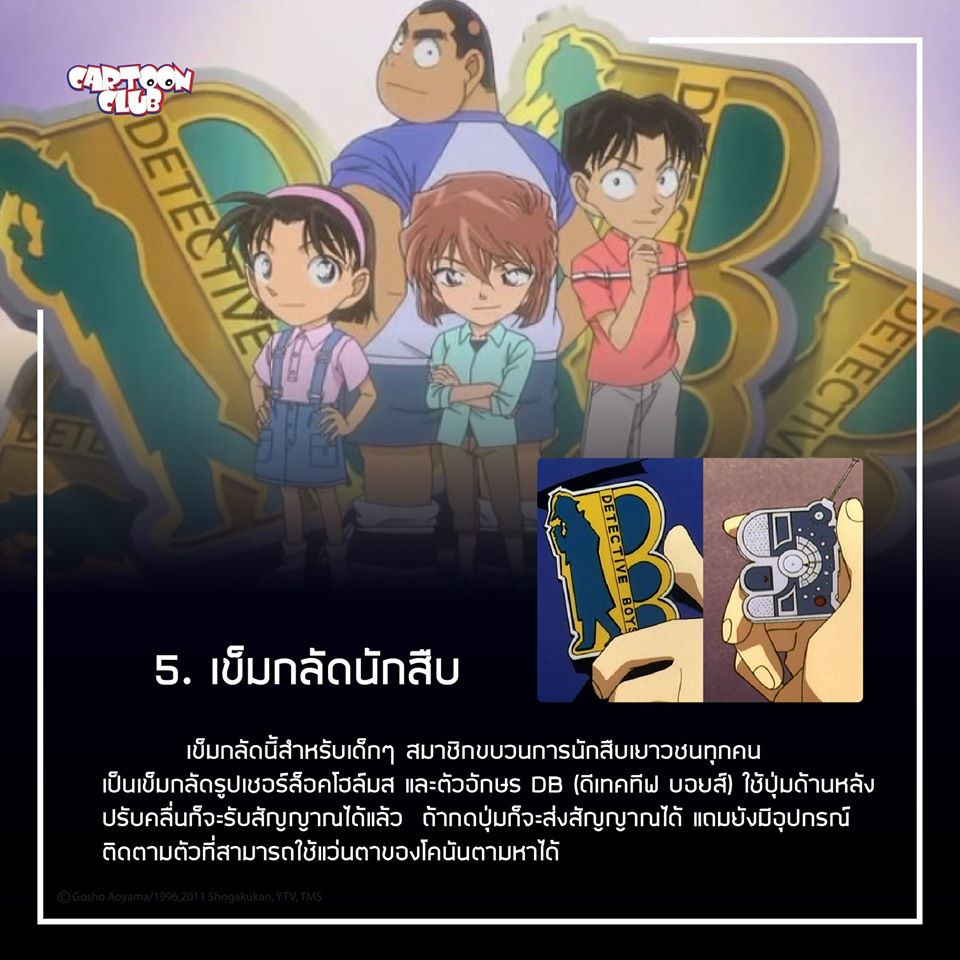 CARTOON
CLUB
DETECTIVE
DETECTIVE
DETECTIVE
DETE
DETECTIVE BOYS
5. เข็มกลัดนักสืบ
เข็มกลัดนี้สำหรับเด็กๆ สมาชิกขบวนการนักสืบเยาวชนทุกคน
เป็นเข็มกลัดรูปเชอร์ล็อคโฮล์มส และตัวอักษร DB (ดีเทคทีฟ บอยส์) ใช้ปุ่มด้านหลัง
ปรับคลื่นก็จะรับสัญญาณได้แล้ว ถ้ากดปุ่มก็จะส่งสัญญาณได้ แถมยังมีอุปกรณ์
ติดตามตัวที่สามารถใช้แว่นตาของโคนันตามหาได้
©Gosho Aoyama/1996,2011 Shogakukan, YTV, TMS